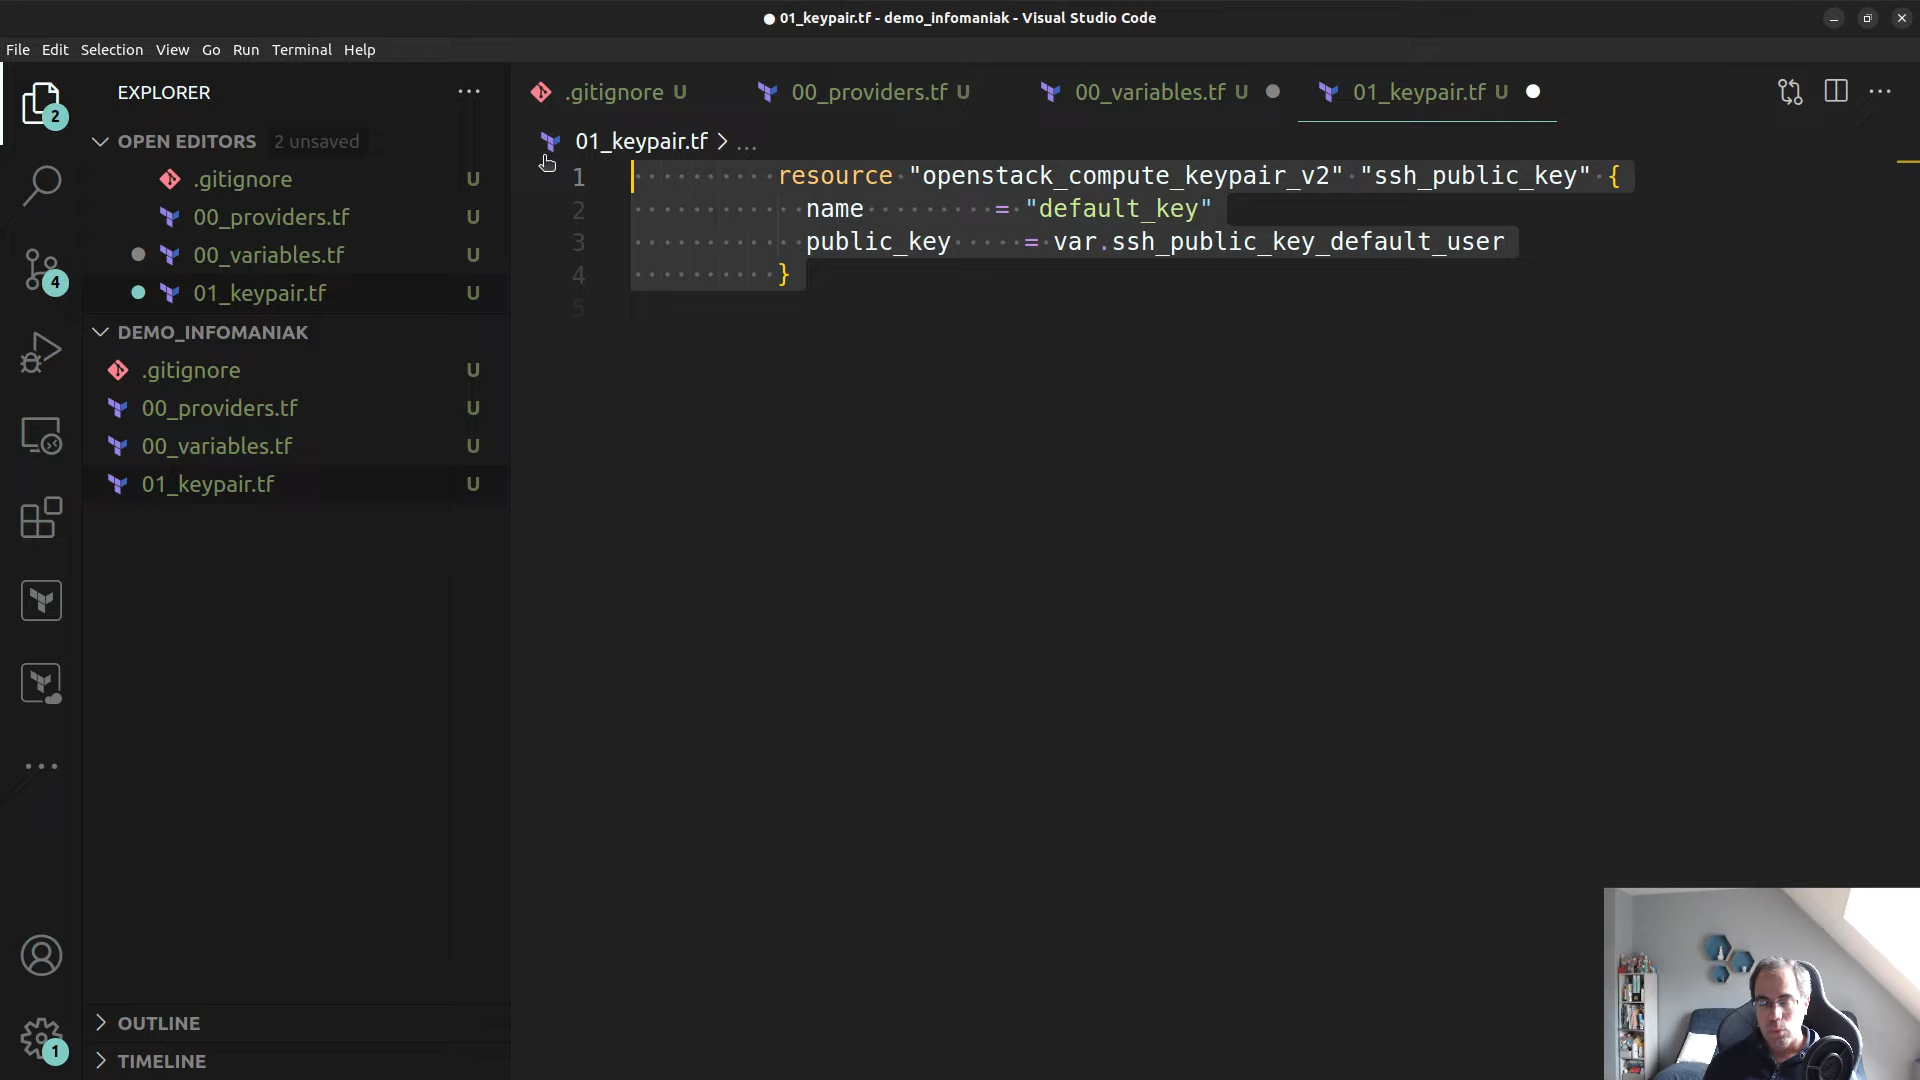 ● 01_keypair.tf - demo_infomaniak - Visual Studio Code
File Edit Selection View Go Run Terminal Help
EXPLORER ...
.gitignore U 00_providers.tf U 00_variables.tf U 01_keypair.tf U
2
OPEN EDITORS 2 unsaved
01_keypair.tf > ...
.gitignore U
00_providers.tf U
00_variables.tf U
01_keypair.tf U
4
1 resource "openstack_compute_keypair_v2" "ssh_public_key" {
2 name = "default_key"
3 public_key = var.ssh_public_key_default_user
4 }
5
DEMO_INFOMANIAK
.gitignore U
00_providers.tf U
00_variables.tf U
01_keypair.tf U
OUTLINE
1
TIMELINE